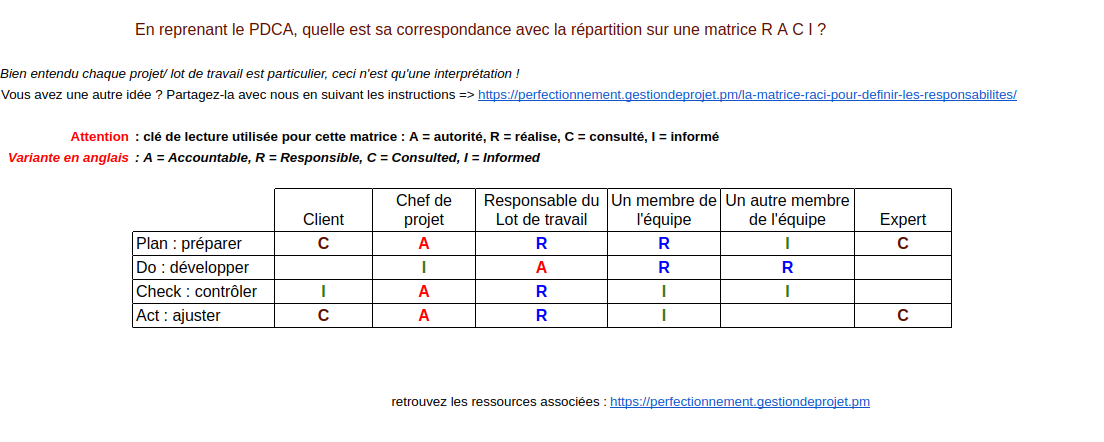 En reprenant le PDCA, quelle est sa correspondance avec la répartition sur une matrice R A C I ?
Bien entendu chaque projet/ lot de travail est particulier, ceci n'est qu'une interprétation !
Vous avez une autre idée ? Partagez-la avec nous en suivant les instructions => https://perfectionnement.gestiondeprojet.pm/la-matrice-raci-pour-definir-les-responsabilites/
Attention : clé de lecture utilisée pour cette matrice : A = autorité, R = réalise, C = consulté, I = informé
Variante en anglais : A = Accountable, R = Responsible, C = Consulted, I = Informed
Chef de Responsable du Un membre de Un autre membre
Client projet Lot de travail l'équipe de l'équipe Expert
Plan : préparer C A R R I C
Do : développer I A R R
Check : contrôler I A R I I
Act : ajuster C A R I C
retrouvez les ressources associées : https://perfectionnement.gestiondeprojet.pm